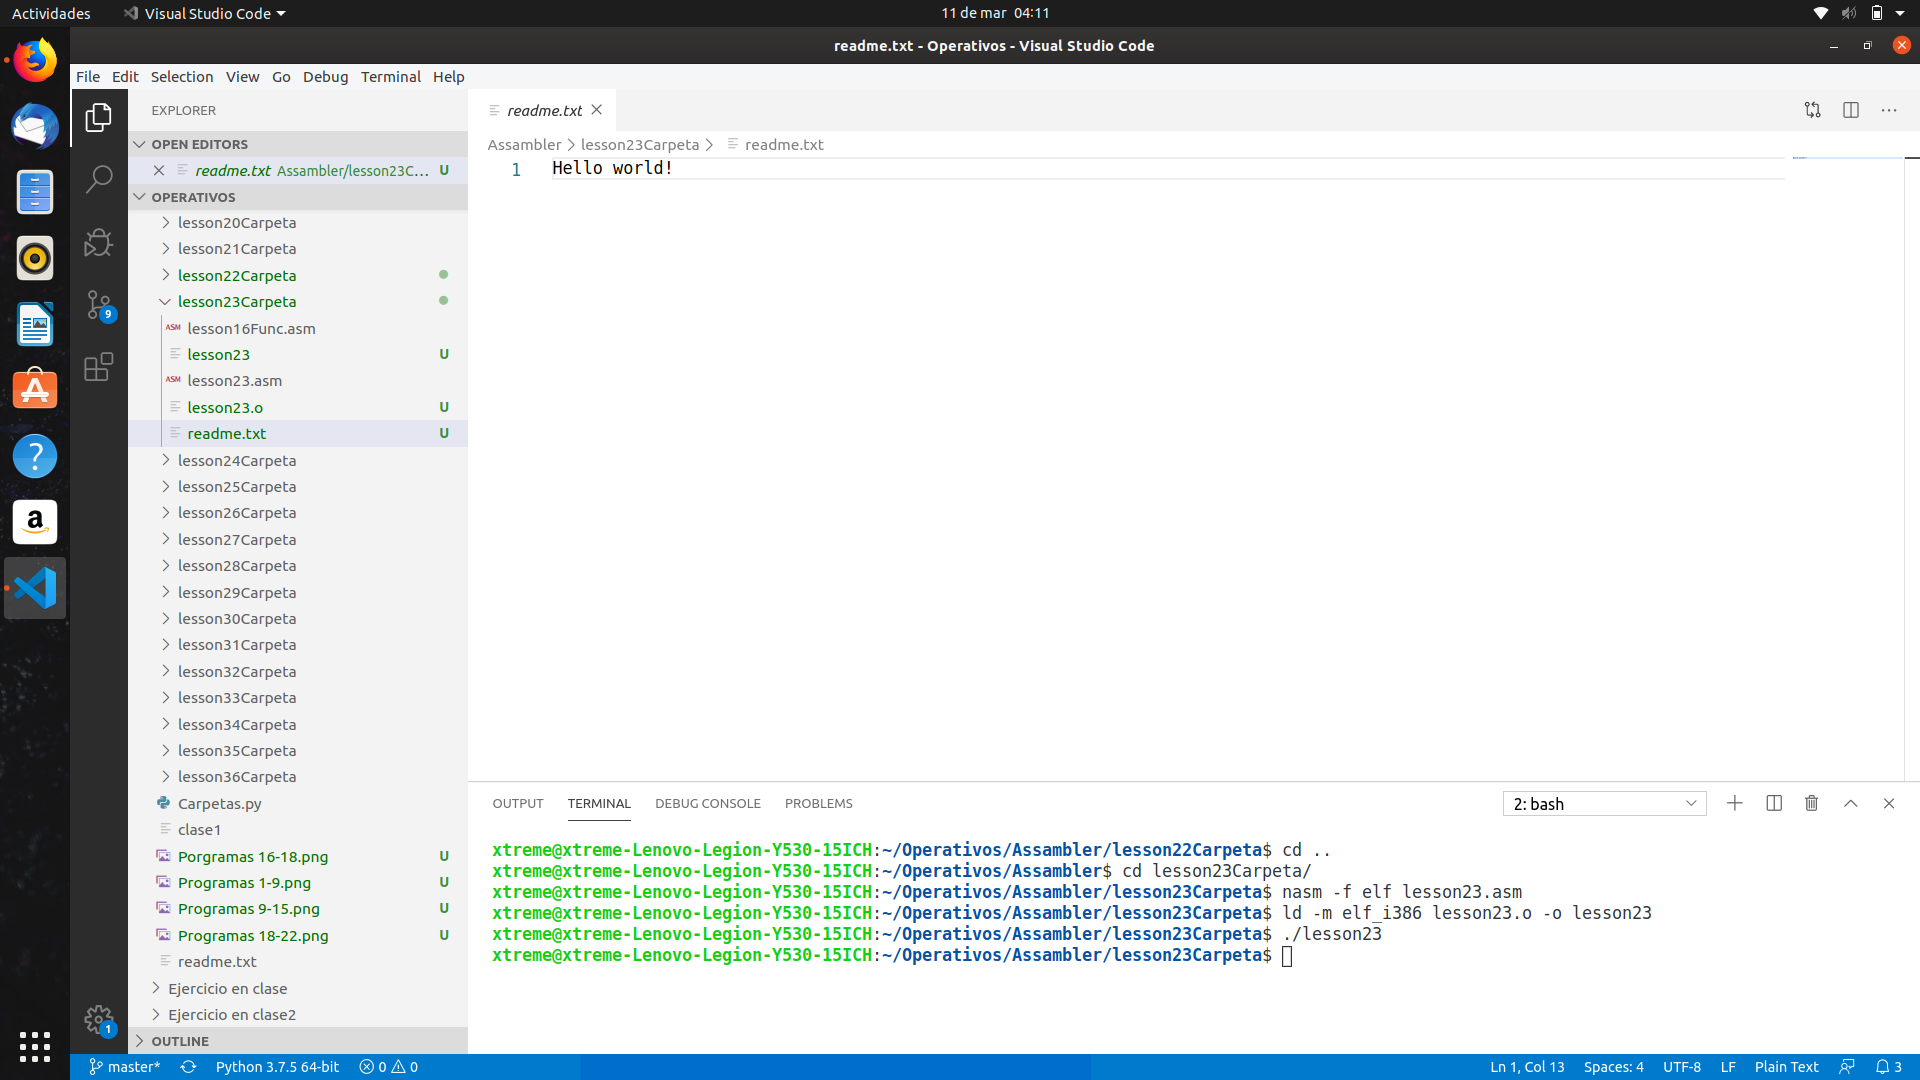 Actividades
Visual Studio Code
11 de mar 04:11
readme.txt - Operativos - Visual Studio Code
File Edit Selection View Go Debug Terminal Help
EXPLORER
OPEN EDITORS
readme.txt Assambler/lesson23C... U
OPERATIVOS
lesson20Carpeta
lesson21Carpeta
lesson22Carpeta
lesson23Carpeta
ASM lesson16Func.asm
lesson23 U
ASM lesson23.asm
lesson23.o U
readme.txt U
lesson24Carpeta
lesson25Carpeta
lesson26Carpeta
lesson27Carpeta
lesson28Carpeta
lesson29Carpeta
lesson30Carpeta
lesson31Carpeta
lesson32Carpeta
lesson33Carpeta
lesson34Carpeta
lesson35Carpeta
lesson36Carpeta
Carpetas.py
clase1
Porgramas 16-18.png U
Programas 1-9.png U
Programas 9-15.png U
Programas 18-22.png U
readme.txt
Ejercicio en clase
Ejercicio en clase2
OUTLINE
9
1
readme.txt
Assambler > lesson23Carpeta > readme.txt
1 Hello world!
OUTPUT TERMINAL DEBUG CONSOLE PROBLEMS
2: bash
xtreme@xtreme-Lenovo-Legion-Y530-15ICH:~/Operativos/Assambler/lesson22Carpeta$ cd ..
xtreme@xtreme-Lenovo-Legion-Y530-15ICH:~/Operativos/Assambler$ cd lesson23Carpeta/
xtreme@xtreme-Lenovo-Legion-Y530-15ICH:~/Operativos/Assambler/lesson23Carpeta$ nasm -f elf lesson23.asm
xtreme@xtreme-Lenovo-Legion-Y530-15ICH:~/Operativos/Assambler/lesson23Carpeta$ ld -m elf_i386 lesson23.o -o lesson23
xtreme@xtreme-Lenovo-Legion-Y530-15ICH:~/Operativos/Assambler/lesson23Carpeta$ ./lesson23
xtreme@xtreme-Lenovo-Legion-Y530-15ICH:~/Operativos/Assambler/lesson23Carpeta$
master* Python 3.7.5 64-bit 0 0 Ln 1, Col 13 Spaces: 4 UTF-8 LF Plain Text 3